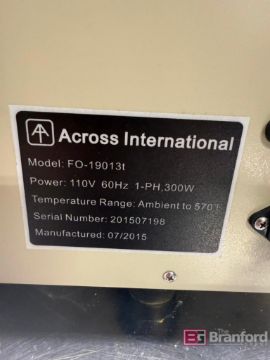 Across International
Model: FO-19013t
Power: 110V 60Hz 1-PH,300W
Temperature Range: Ambient to 570
Serial Number: 201507198
Manufactured: 07/2015
The
BG Branford